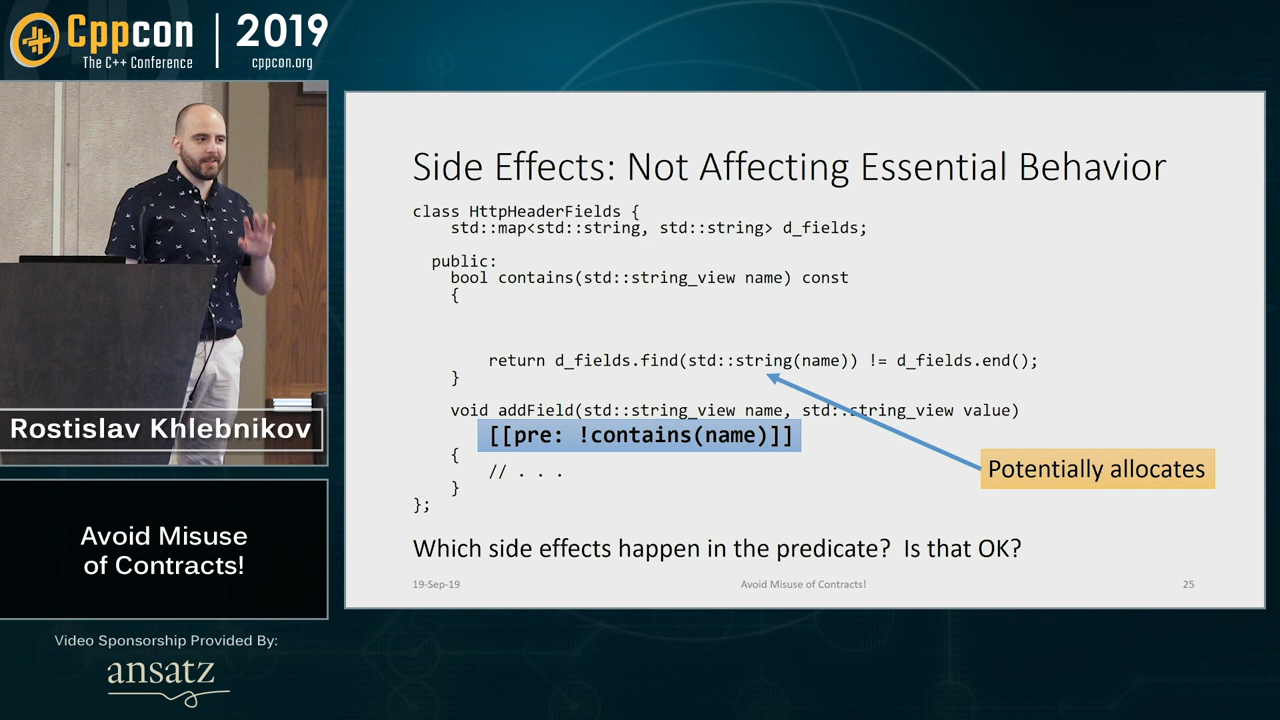 Cppcon | 2019
The C++ Conference cppcon.org
Rostislav Khlebnikov
Avoid Misuse
of Contracts!
Video Sponsorship Provided By:
ansatz
Side Effects: Not Affecting Essential Behavior
class HttpHeaderFields {
std::map<std::string, std::string> d_fields;
public:
bool contains(std::string_view name) const
{
return d_fields.find(std::string(name)) != d_fields.end();
}
void addField(std::string_view name, std::string_view value)
[[pre: !contains(name)]]
{
// . . .
}
};
Potentially allocates
Which side effects happen in the predicate? Is that OK?
19-Sep-19 Avoid Misuse of Contracts! 25